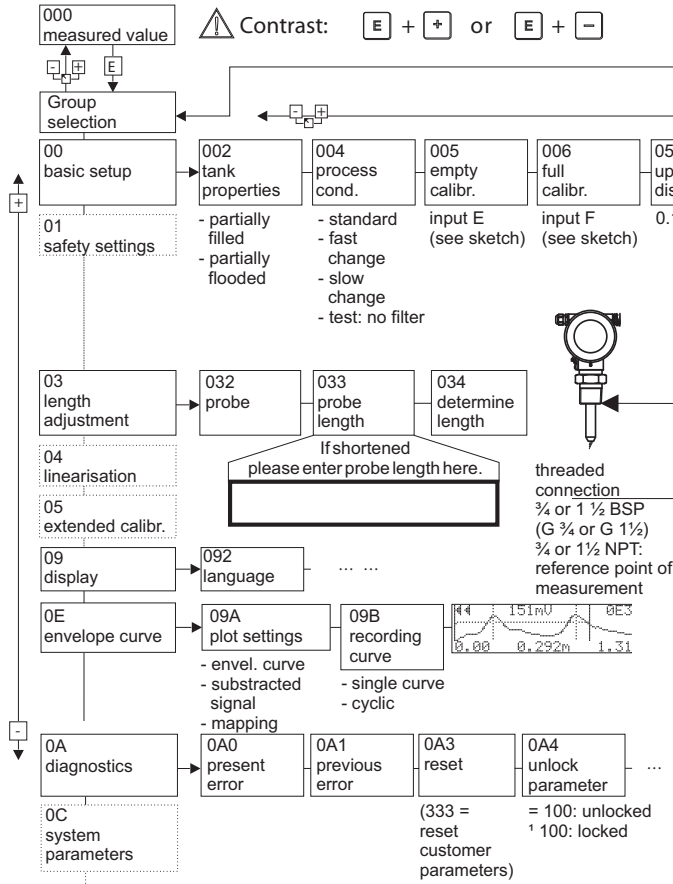 000
measured value
Contrast: E + + or E + -
- +
E
Group
selection
- +
00
basic setup
002
tank
properties
004
process
cond.
005
empty
calibr.
006
full
calibr.
05
up
dis
+
01
safety settings
- partially
filled
- partially
flooded
- standard
- fast
change
- slow
change
- test: no filter
input E
(see sketch)
input F
(see sketch)
0.1
03
length
adjustment
032
probe
033
probe
length
034
determine
length
If shortened
please enter probe length here.
04
linearisation
05
extended calibr.
threaded
connection
¾ or 1 ½ BSP
(G ¾ or G 1½)
¾ or 1½ NPT:
reference point of
measurement
09
display
092
language
... ...
0E
envelope curve
09A
plot settings
09B
recording
curve
151mV 0E3
0.00 0.292m 1.31
- envel. curve
- substracted
signal
- mapping
- single curve
- cyclic
-
0A
diagnostics
0A0
present
error
0A1
previous
error
0A3
reset
0A4
unlock
parameter
...
0C
system
parameters
(333 =
reset
customer
parameters)
= 100: unlocked
¹ 100: locked